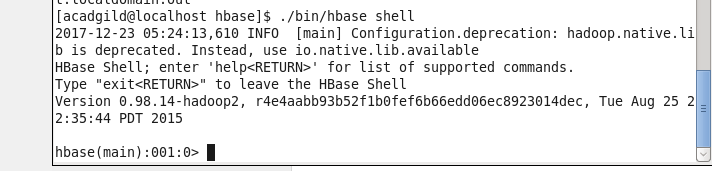 t.localdomain.out
[acadgild@localhost hbase]$ ./bin/hbase shell
2017-12-23 05:24:13,610 INFO  [main] Configuration.deprecation: hadoop.native.li
b is deprecated. Instead, use io.native.lib.available
HBase Shell; enter 'help<RETURN>' for list of supported commands.
Type "exit<RETURN>" to leave the HBase Shell
Version 0.98.14-hadoop2, r4e4aabb93b52f1b0fef6b66edd06ec8923014dec, Tue Aug 25 2
2:35:44 PDT 2015
hbase(main):001:0>